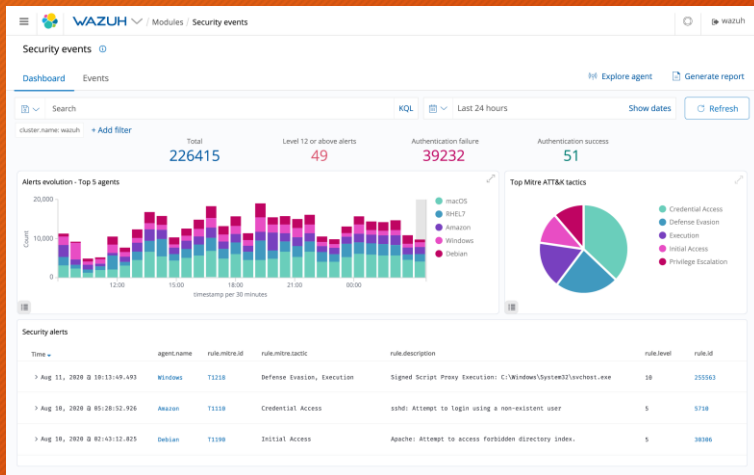 WAZUH / Modules / Security events
wazuh
Security events
Dashboard Events
Explore agent Generate report
Search KQL Last 24 hours Show dates Refresh
cluster.name: wazuh + Add filter
Total Level 12 or above alerts Authentication failure Authentication success
226415 49 39232 51
Alerts evolution - Top 5 agents
20,000
10,000
0
Count
12:00 15:00 18:00 21:00 00:00
timestamp per 30 minutes
macOS
RHEL7
Amazon
Windows
Debian
Top Mitre ATT&K tactics
Credential Access
Defense Evasion
Execution
Initial Access
Privilege Escalation
Security alerts
Time agent.name rule.mitre.id rule.mitre.tactic rule.description rule.level rule.id
> Aug 11, 2020 @ 10:13:49.493 Windows T1218 Defense Evasion, Execution Signed Script Proxy Execution: C:\Windows\System32\svchost.exe 10 255563
> Aug 10, 2020 @ 05:20:52.926 Amazon T1110 Credential Access sshd: Attempt to login using a non-existent user 5 5710
> Aug 10, 2020 @ 02:43:12.025 Debian T1190 Initial Access Apache: Attempt to access forbidden directory index. 5 30306